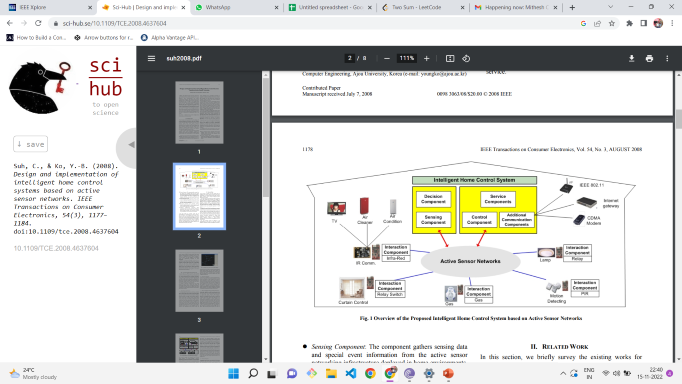 IEEE Xplore
Sci-Hub | Design and implem
WhatsApp
Untitled spreadsheet - Goo
Two Sum - LeetCode
Happening now: Mithesh G
sci-hub.se/10.1109/TCE.2008.4637604
How to Build a Con...
Arrow buttons for r...
Alpha Vantage API...
sci
hub
to open
science
↓ save
Suh, C., & Ko, Y.-B. (2008).
Design and implementation of
intelligent home control
systems based on active
sensor networks. IEEE
Transactions on Consumer
Electronics, 54(3), 1177–
1184.
doi:10.1109/tce.2008.4637604
10.1109/TCE.2008.4637604
suh2008.pdf
2 / 8
111%
1
2
3
Computer Engineering, Ajou University, Korea (e-mail: youngko@ajou.ac.kr)
service.
Contributed Paper
Manuscript received July 7, 2008
0098 3063/08/$20.00 © 2008 IEEE
1178
IEEE Transactions on Consumer Electronics, Vol. 54, No. 3, AUGUST 2008
Intelligent Home Control System
Decision
Component
Service
Components
Sensing
Component
Control
Component
Additional
Communication
Components
IEEE 802.11
Internet
gateway
CDMA
Modem
TV
Air
Cleaner
Air
Condition
IR Comm.
Interaction
Component
Infra-Red
Active Sensor Networks
Lamp
Interaction
Component
Relay
Curtain Control
Interaction
Component
Relay Switch
Gas
Interaction
Component
Gas
Motion
Detecting
Interaction
Component
PIR
Fig. 1 Overview of the Proposed Intelligent Home Control System based on Active Sensor Networks
● Sensing Component: The component gathers sensing data
and special event information from the active sensor
II. RELATED WORK
In this section, we briefly survey the existing works for
24°C
Mostly cloudy
ENG
IN
22:40
15-11-2022